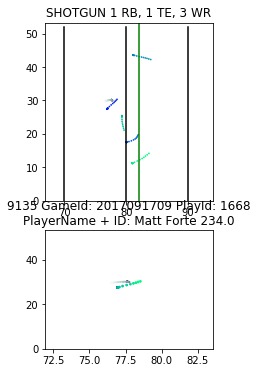 SHOTGUN 1 RB, 1 TE, 3 WR
50
40
30
20
10
0
70 80 90
9135 GameId: 2017091709 PlayId: 1668
PlayerName + ID: Matt Forte 234.0
40
20
0
72.5 75.0 77.5 80.0 82.5